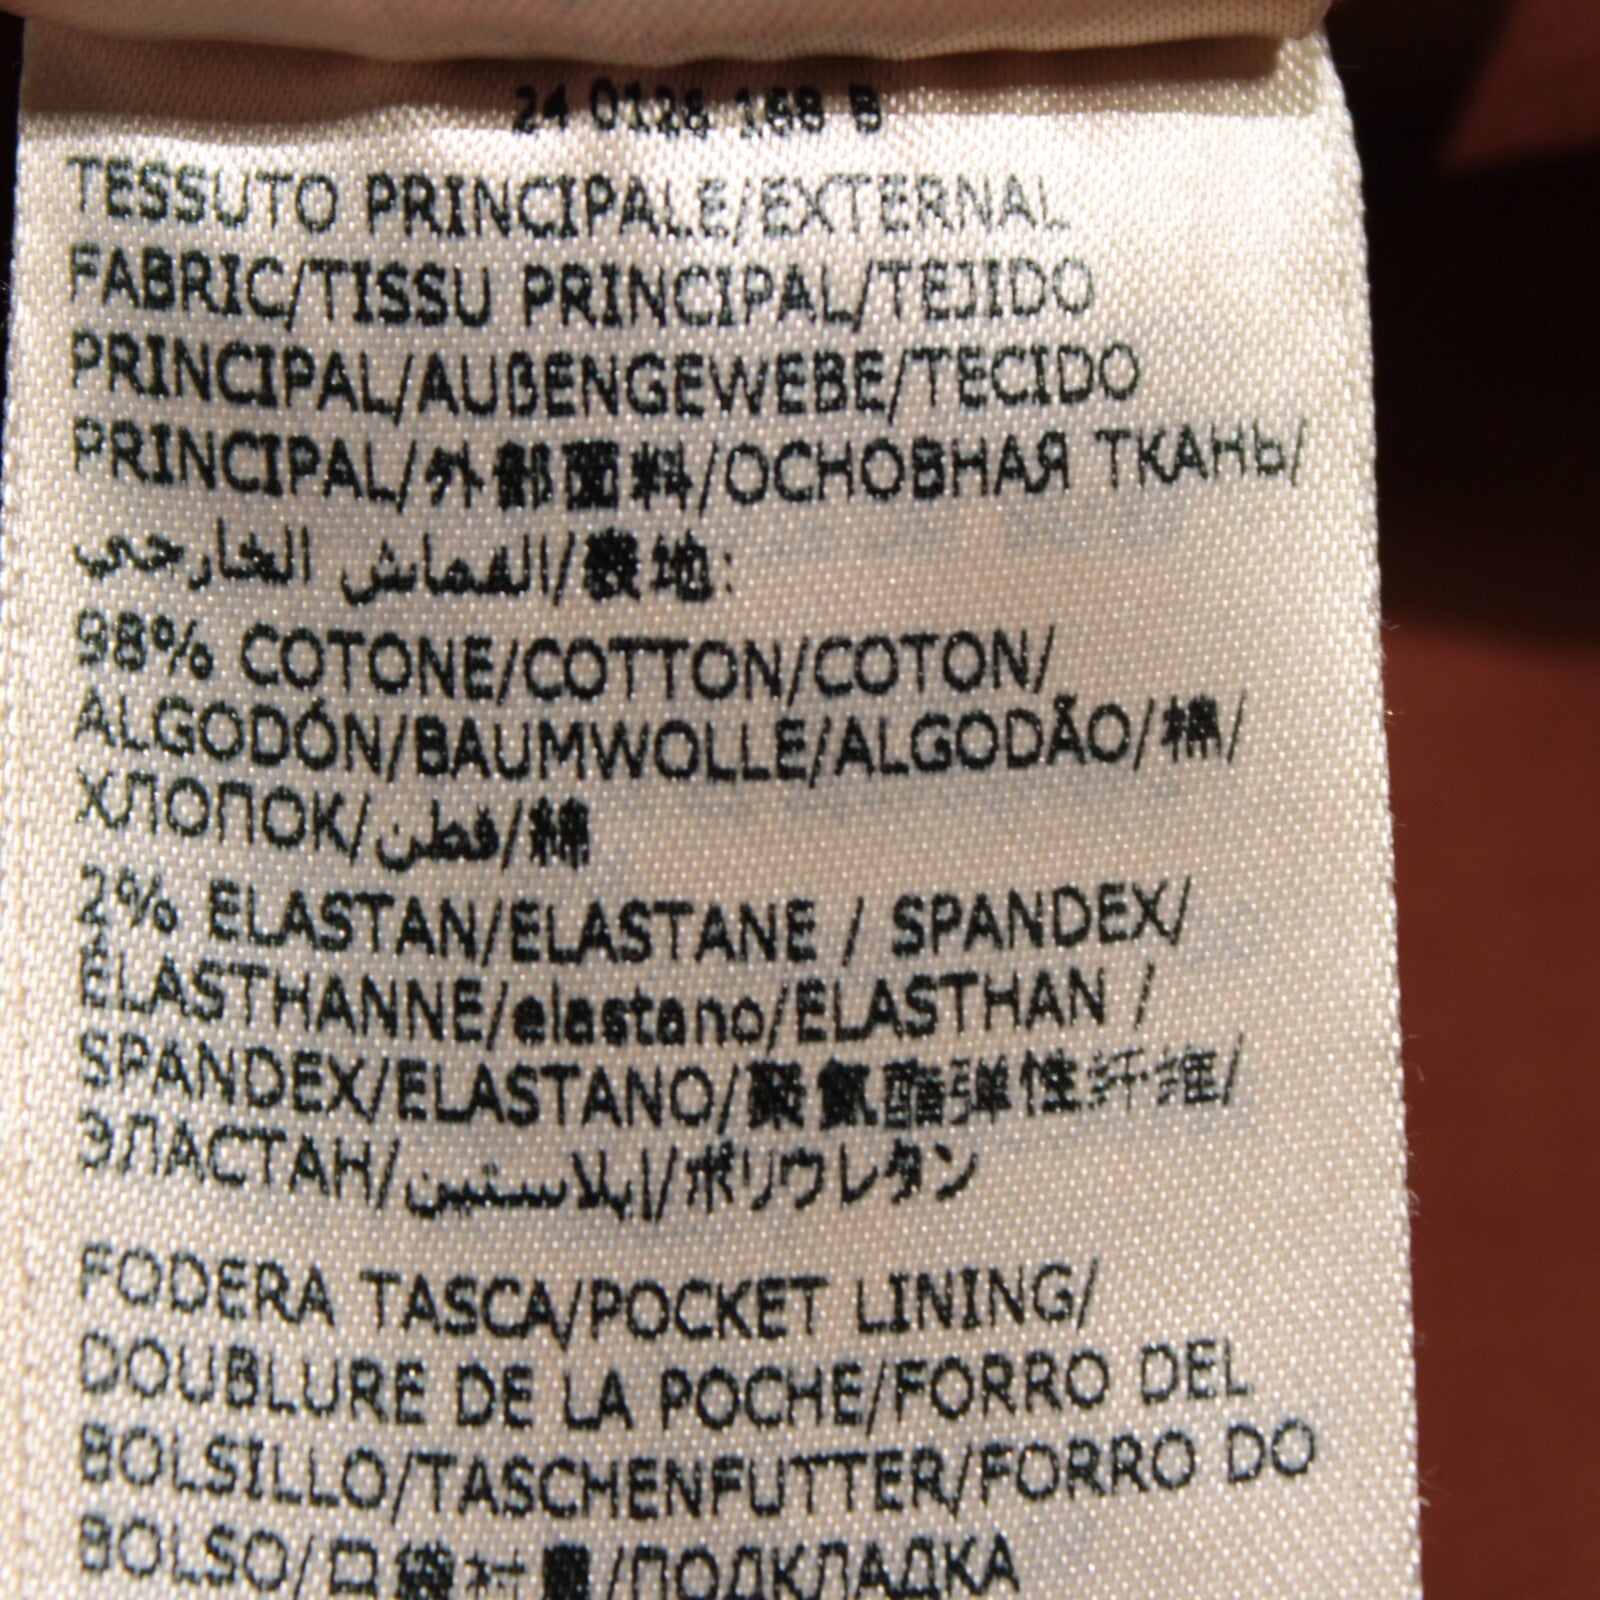 24 0126 168 B
TESSUTO PRINCIPALE/EXTERNAL
FABRIC/TISSU PRINCIPAL/TEJIDO
PRINCIPAL/AUßENGEWEBE/TECIDO
PRINCIPAL/外部面料/ОСНОВНАЯ ТКАНЬ/
القماش الخارجي/表地:
98% COTONE/COTTON/COTON/
ALGODÓN/BAUMWOLLE/ALGODÃO/棉/
ХЛОПОК/قطن/綿
2% ELASTAN/ELASTANE / SPANDEX/
ÉLASTHANNE/elastano/ELASTHAN /
SPANDEX/ELASTANO/聚氨酯弹性纤维/
ЭЛАСТАН/إيلاستين/ポリウレタン
FODERA TASCA/POCKET LINING/
DOUBLURE DE LA POCHE/FORRO DEL
BOLSILLO/TASCHENFUTTER/FORRO DO
BOLSO/口袋衬里/ПОДКЛАДКА